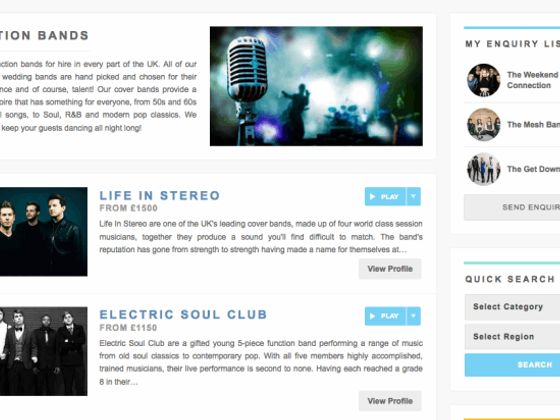 TION BANDS
ction bands for hire in every part of the UK. All of our
wedding bands are hand picked and chosen for their
nce and of course, talent! Our cover bands provide a
oire that has something for everyone, from 50s and 60s
l songs, to Soul, R&B and modern pop classics. We
keep your guests dancing all night long!
MY ENQUIRY LIS
The Weekend
Connection
The Mesh Ban
The Get Down
SEND ENQUIR
LIFE IN STEREO
FROM £1500
PLAY
Life In Stereo are one of the UK's leading cover bands, made up of four world class session
musicians, together they produce a sound you'll find difficult to match. The band's
reputation has gone from strength to strength having made a name for themselves at…
View Profile
ELECTRIC SOUL CLUB
FROM £1150
PLAY
Electric Soul Club are a gifted young 5-piece function band performing a range of music
from old soul classics to contemporary pop. With all five members highly accomplished,
trained musicians, their live performance is second to none. Having each reached a grade
8 in their…
View Profile
QUICK SEARCH
Select Category
Select Region
SEARCH